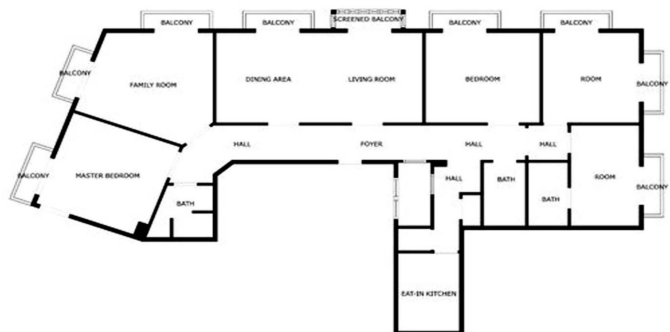 BALCONY
BALCONY
SCREENED BALCONY
BALCONY
BALCONY
BALCONY
FAMILY ROOM
DINING AREA
LIVING ROOM
BEDROOM
ROOM
BALCONY
HALL
FOYER
HALL
HALL
BALCONY
MASTER BEDROOM
HALL
BATH
ROOM
BALCONY
BATH
BATH
EAT-IN KITCHEN